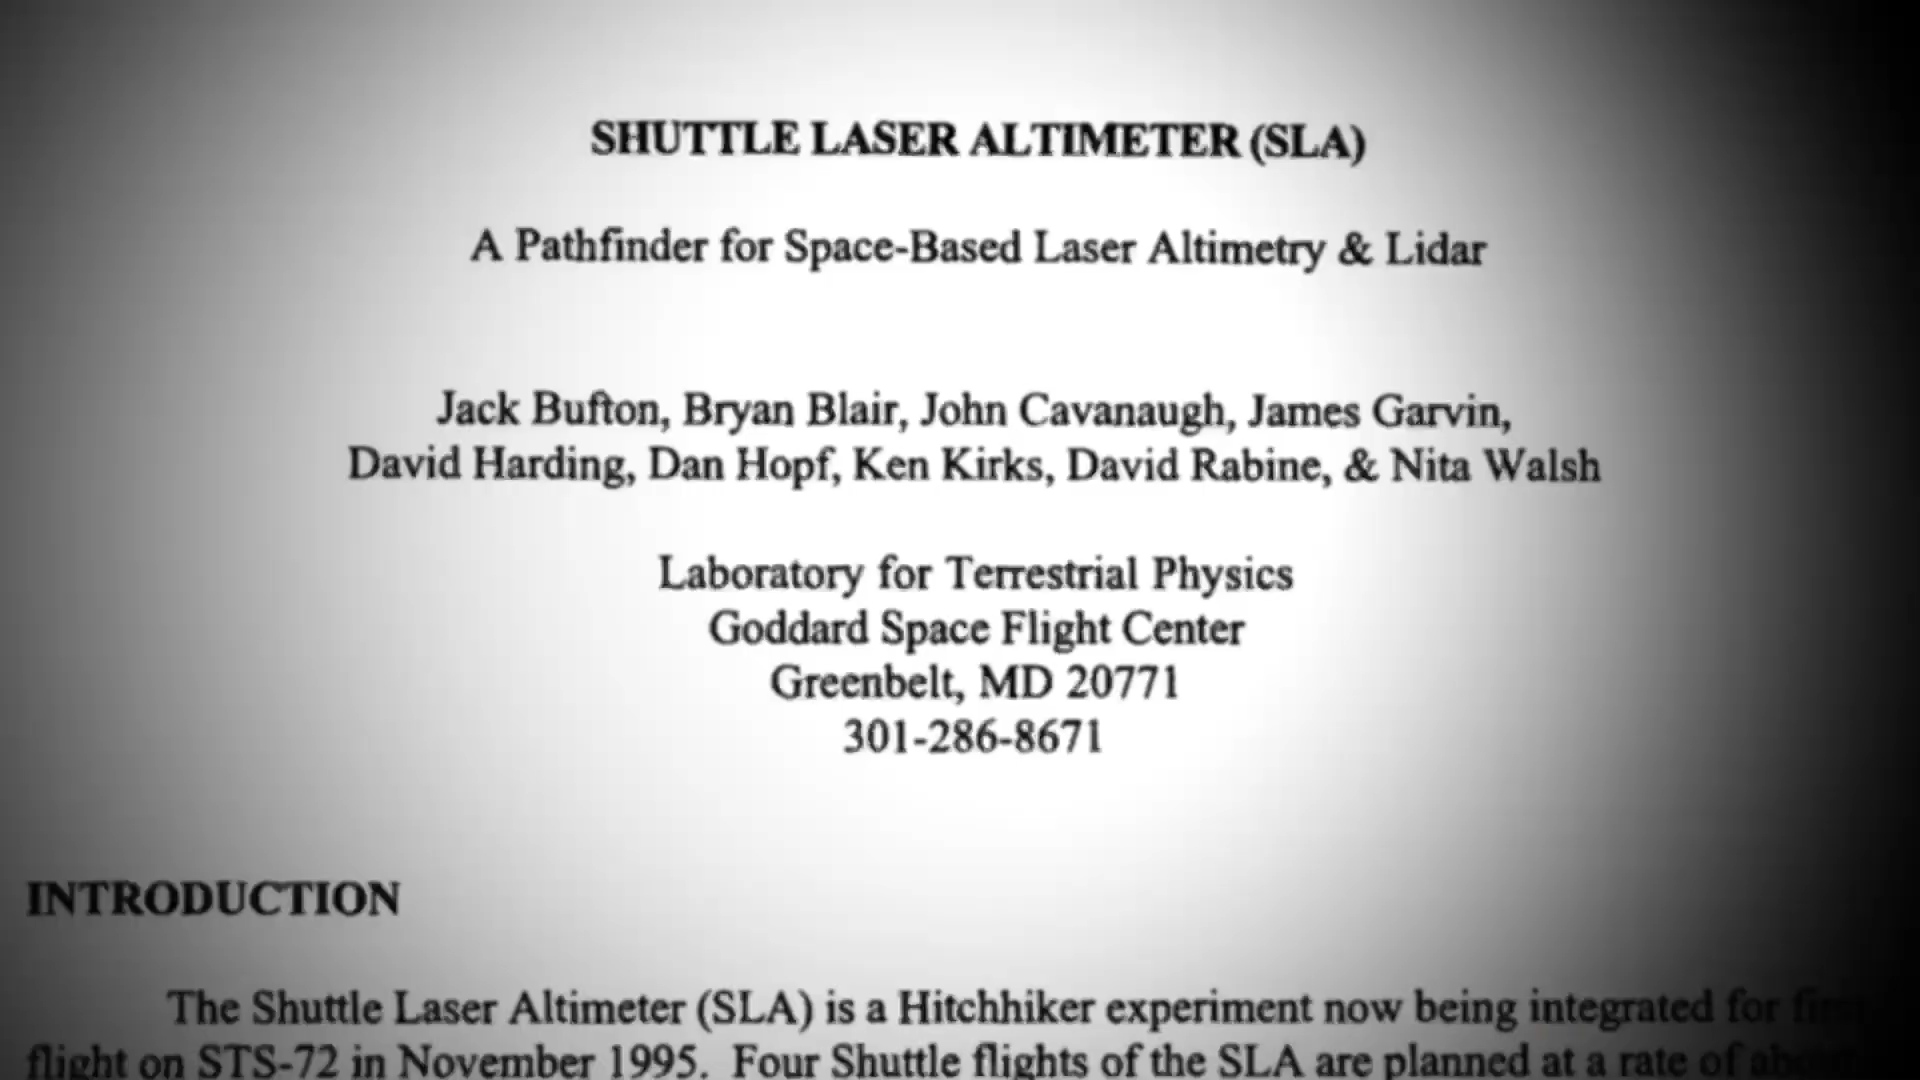 SHUTTLE LASER ALTIMETER (SLA)
A Pathfinder for Space-Based Laser Altimetry & Lidar
Jack Bufton, Bryan Blair, John Cavanaugh, James Garvin,
David Harding, Dan Hopf, Ken Kirks, David Rabine, & Nita Walsh
Laboratory for Terrestrial Physics
Goddard Space Flight Center
Greenbelt, MD 20771
301-286-8671
INTRODUCTION
The Shuttle Laser Altimeter (SLA) is a Hitchhiker experiment now being integrated for first
flight on STS-72 in November 1995. Four Shuttle flights of the SLA are planned at a rate of about